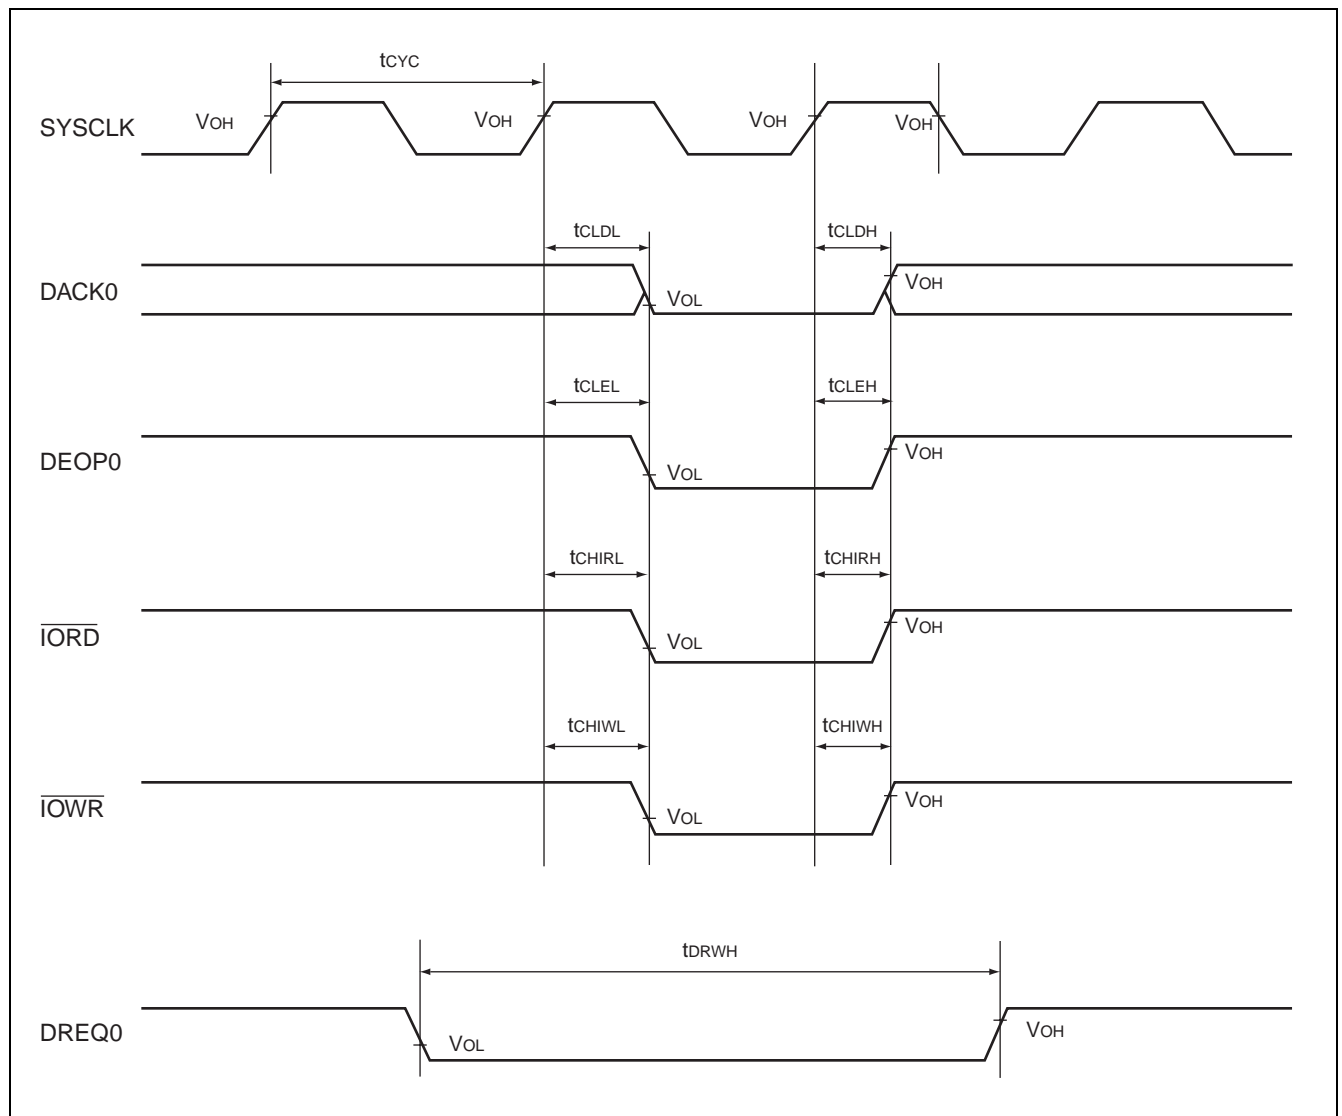 tCYC
SYSCLK VOH VOH VOH VOH
tCLDL tCLDH
DACK0 VOL VOH
tCLEL tCLEH
DEOP0 VOL VOH
tCHIRL tCHIRH
IORD VOL VOH
tCHIWL tCHIWH
IOWR VOL VOH
tDRWH
DREQ0 VOL VOH